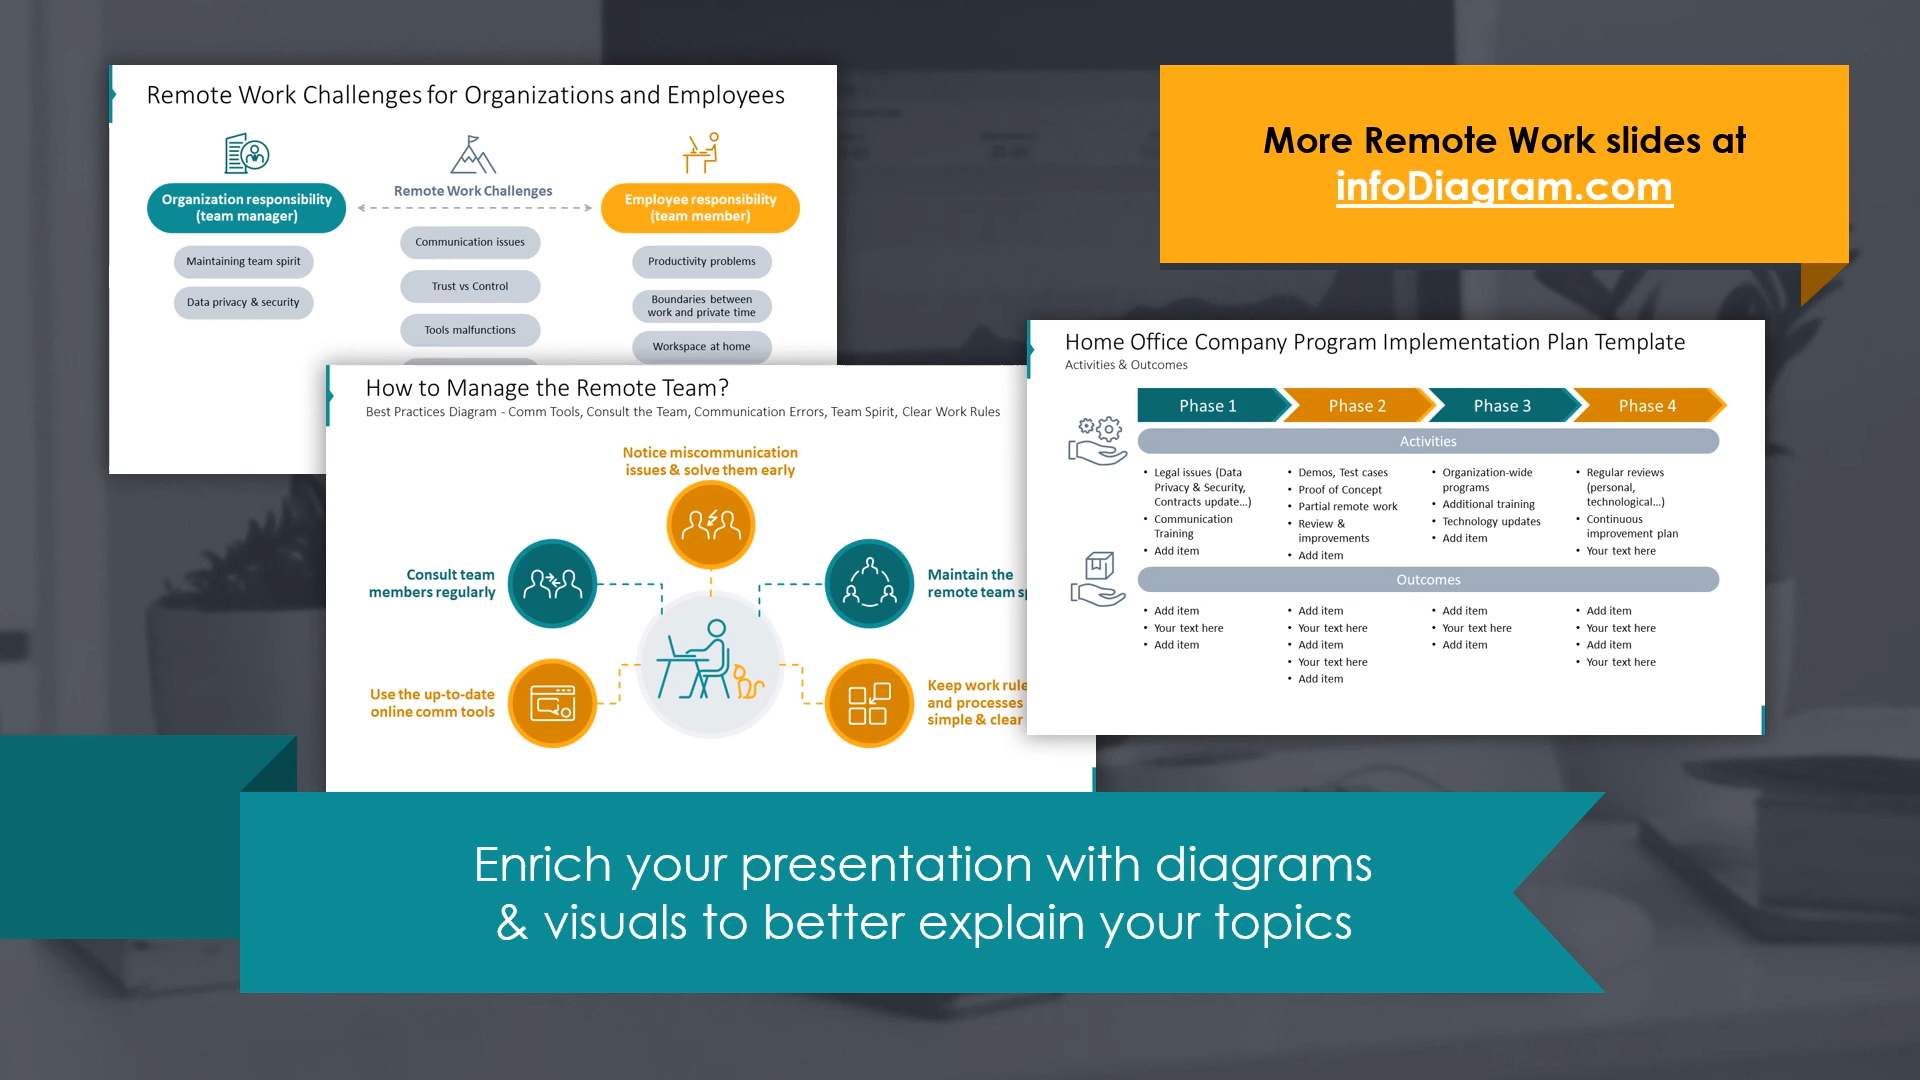 Remote Work Challenges for Organizations and Employees
Organization responsibility
(team manager)
Maintaining team spirit
Data privacy & security
Remote Work Challenges
Communication issues
Trust vs Control
Tools malfunctions
Employee responsibility
(team member)
Productivity problems
Boundaries between
work and private time
Workspace at home
More Remote Work slides at
infoDiagram.com
How to Manage the Remote Team?
Best Practices Diagram - Comm Tools, Consult the Team, Communication Errors, Team Spirit, Clear Work Rules
Notice miscommunication
issues & solve them early
Consult team
members regularly
Use the up-to-date
online comm tools
Maintain the
remote team
Keep work
and processes
simple & clear
Home Office Company Program Implementation Plan Template
Activities & Outcomes
Phase 1
Phase 2
Phase 3
Phase 4
Activities
• Legal issues (Data
Privacy & Security,
Contracts update...)
• Communication
Training
• Add item
• Demos, Test cases
• Proof of Concept
• Partial remote work
• Review &
improvements
• Add item
• Organization-wide
programs
• Additional training
• Technology updates
• Add item
• Regular reviews
(personal,
technological...)
• Continuous
improvement plan
• Your text here
Outcomes
• Add item
• Your text here
• Add item
• Add item
• Your text here
• Add item
• Your text here
• Add item
• Add item
• Your text here
• Add item
• Add item
• Your text here
• Add item
• Your text here
Enrich your presentation with diagrams
& visuals to better explain your topics